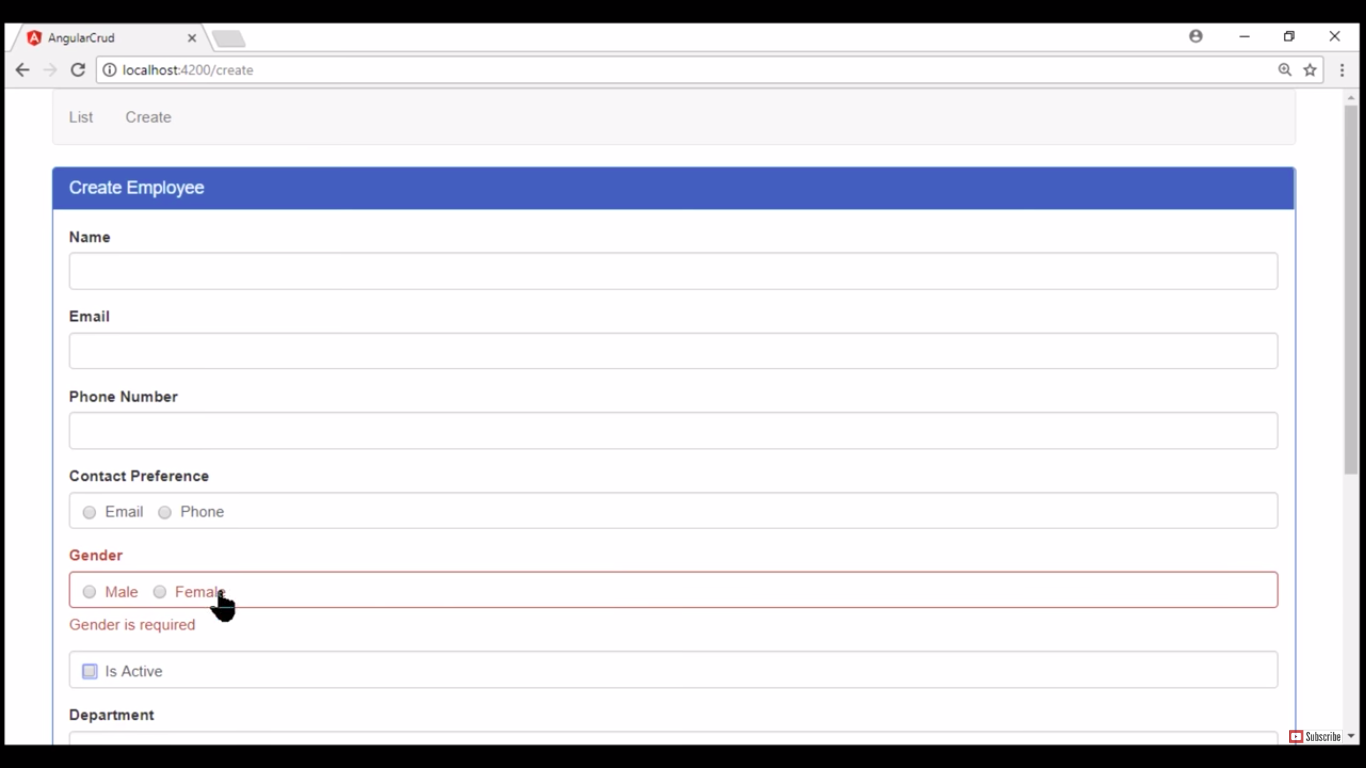 AngularCrud
localhost:4200/create
List Create
Create Employee
Name
Email
Phone Number
Contact Preference
Email Phone
Gender
Male Female
Gender is required
Is Active
Department
Subscribe